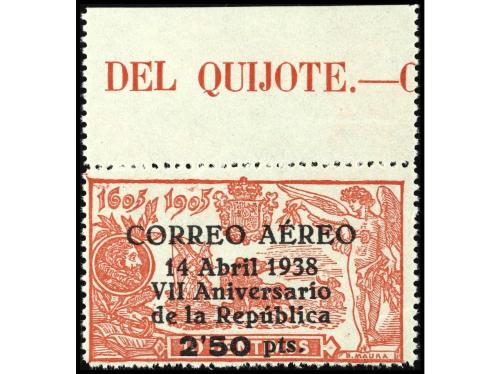 DEL QUIJOTE.—C
1605 1905
CORREO AÉREO
14 Abril 1938
VII Aniversario
de la República
2'50 pts.
B. MAURA